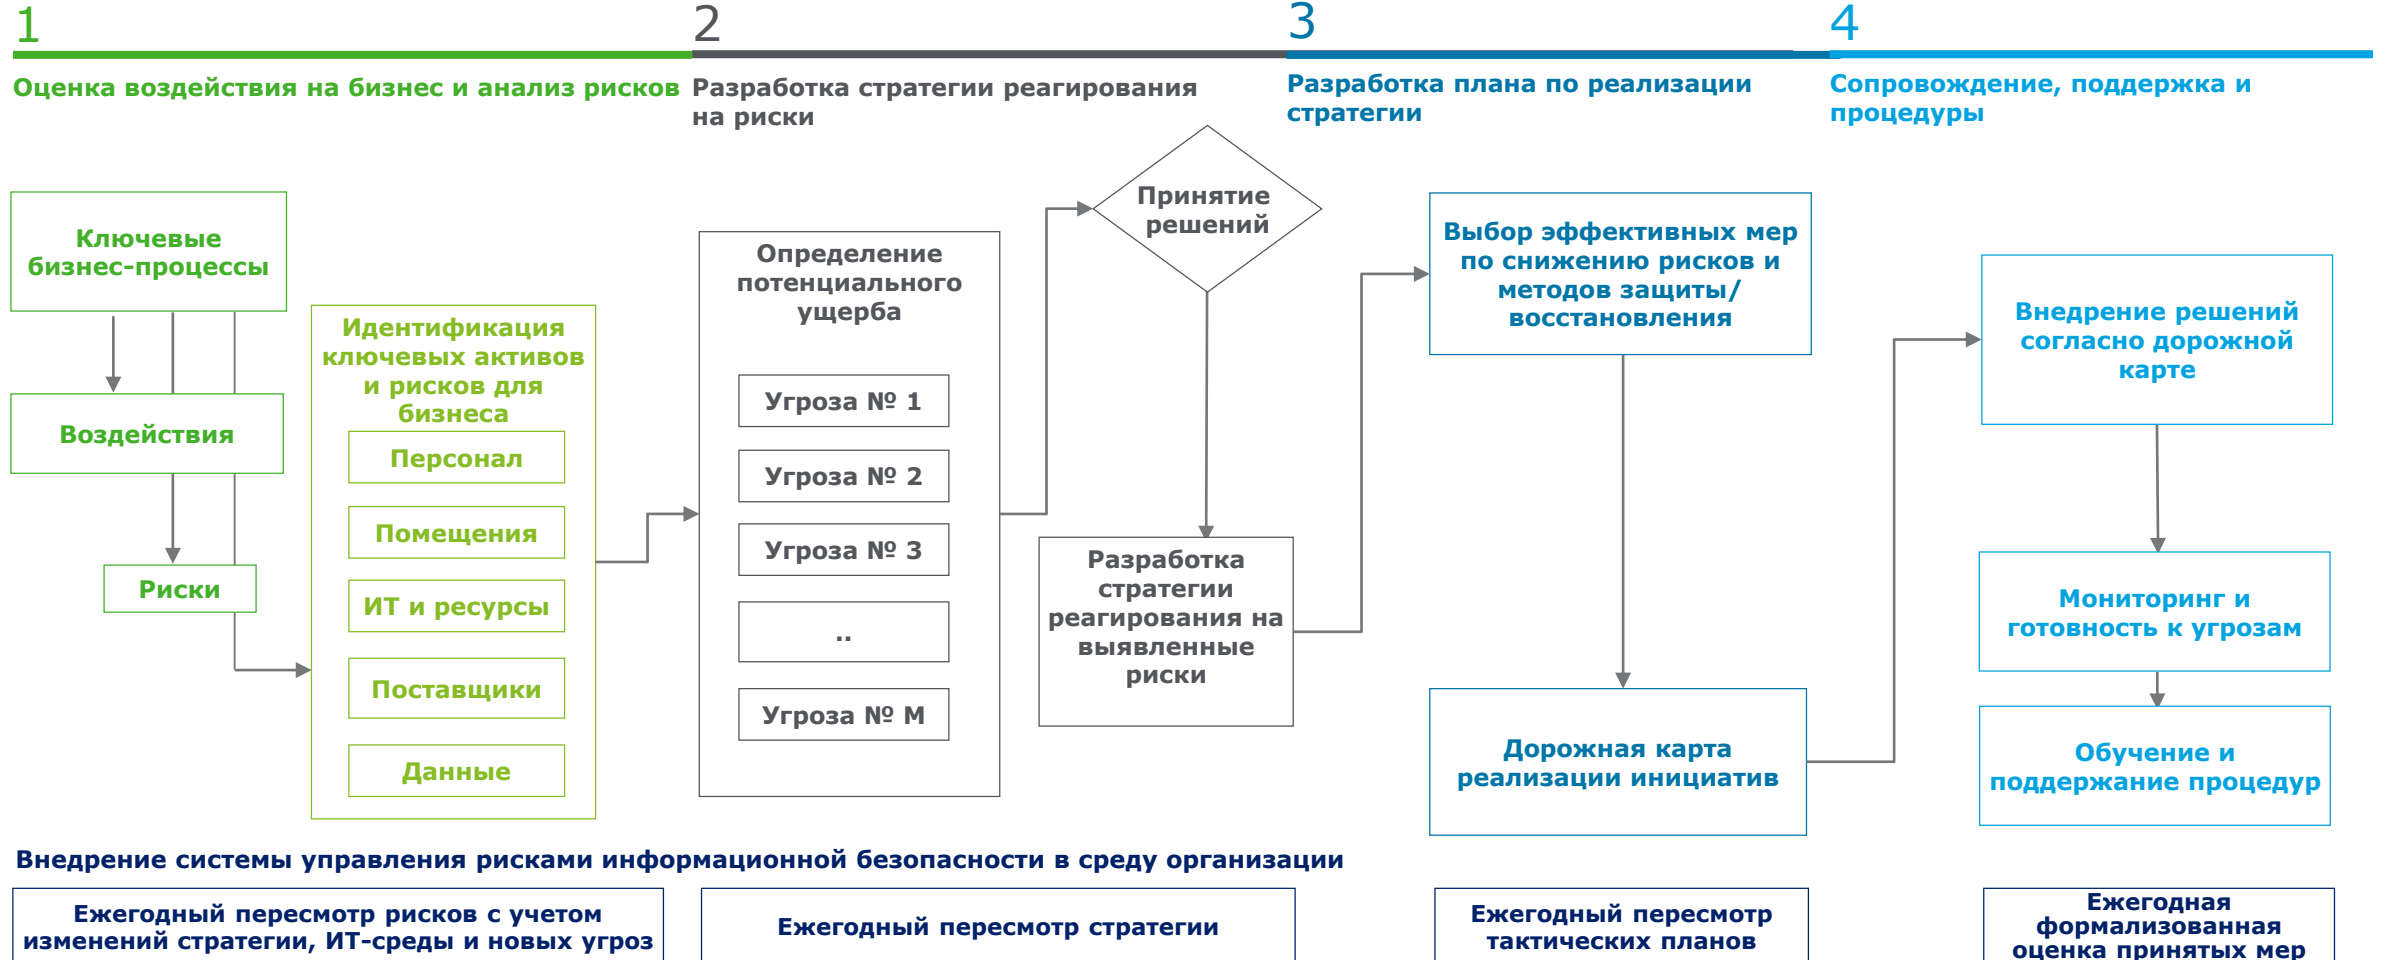 1
2
3
4
Оценка воздействия на бизнес и анализ рисков
Разработка стратегии реагирования
на риски
Разработка плана по реализации
стратегии
Сопровождение, поддержка и
процедуры
Ключевые
бизнес-процессы
Воздействия
Риски
Идентификация
ключевых активов
и рисков для
бизнеса
Персонал
Помещения
ИТ и ресурсы
Поставщики
Данные
Определение
потенциального
ущерба
Угроза № 1
Угроза № 2
Угроза № 3
..
Угроза № М
Принятие
решений
Разработка
стратегии
реагирования на
выявленные
риски
Выбор эффективных мер
по снижению рисков и
методов защиты/
восстановления
Дорожная карта
реализации инициатив
Внедрение решений
согласно дорожной
карте
Мониторинг и
готовность к угрозам
Обучение и
поддержание процедур
Внедрение системы управления рисками информационной безопасности в среду организации
Ежегодный пересмотр рисков с учетом
изменений стратегии, ИТ-среды и новых угроз
Ежегодный пересмотр стратегии
Ежегодный пересмотр
тактических планов
Ежегодная
формализованная
оценка принятых мер